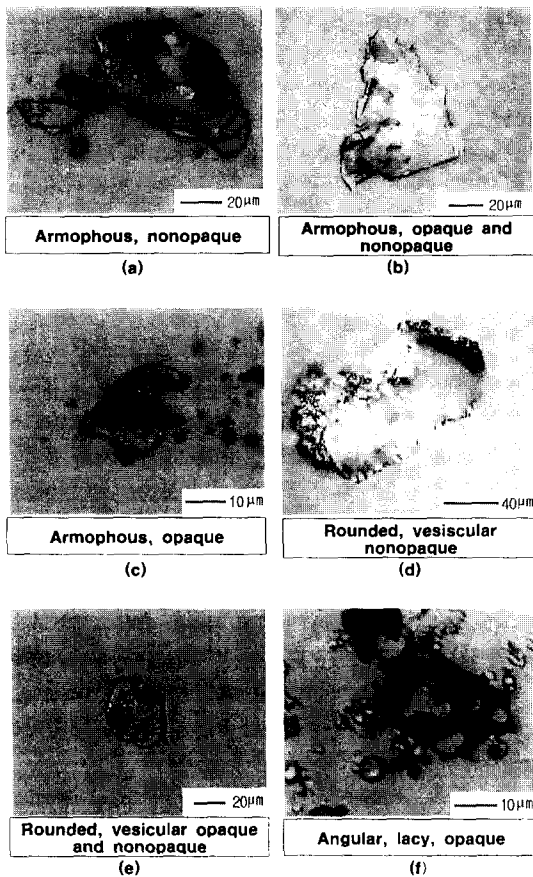 20μm
20μm
Armophous, nonopaque
Armophous, opaque and
nonopaque
(a)
(b)
10μm
40μm
Armophous, opaque
Rounded, vesiscular
nonopaque
(c)
(d)
20μm
10μm
Rounded, vesicular opaque
and nonopaque
Angular, lacy, opaque
(e)
(f)